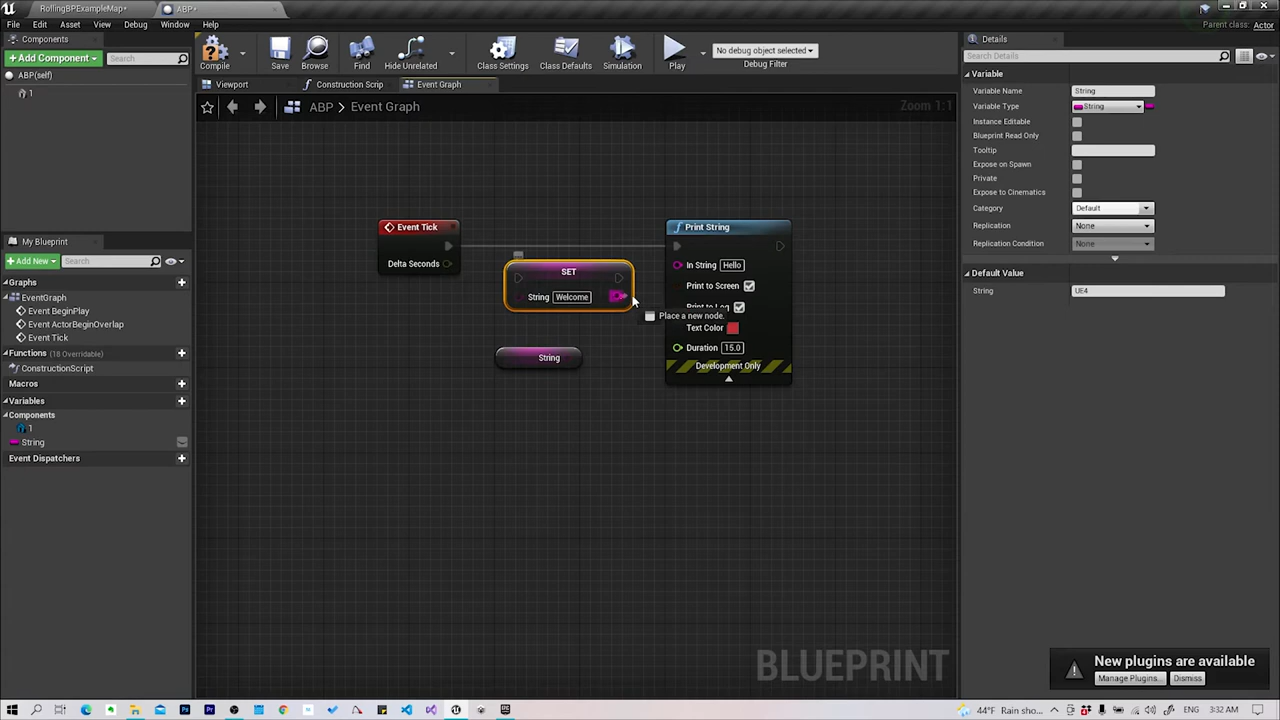 RollingBPExampleMap*
ABP*
File
Edit
Asset
View
Debug
Window
Help
Parent class: Actor
Components
+ Add Component
Search
ABP(self)
1
Compile
Save
Browse
Find
Hide Unrelated
Class Settings
Class Defaults
Simulation
Play
No debug object selected
Debug Filter
Viewport
Construction Scrip
Event Graph
ABP > Event Graph
Zoom 1:1
Event Tick
Delta Seconds
SET
String Welcome
Place a new node.
String
Print String
In String Hello
Print to Screen
Print to Log
Text Color
Duration 15.0
Development Only
BLUEPRINT
My Blueprint
+ Add New
Search
Graphs
EventGraph
Event BeginPlay
Event ActorBeginOverlap
Event Tick
Functions (18 Overridable)
ConstructionScript
Macros
Variables
Components
1
String
Event Dispatchers
Details
Search Details
Variable
Variable Name String
Variable Type String
Instance Editable
Blueprint Read Only
Tooltip
Expose on Spawn
Private
Expose to Cinematics
Category Default
Replication None
Replication Condition None
Default Value
String UE4
New plugins are available
Manage Plugins...
Dismiss
44°F Rain sho...
3:32 AM